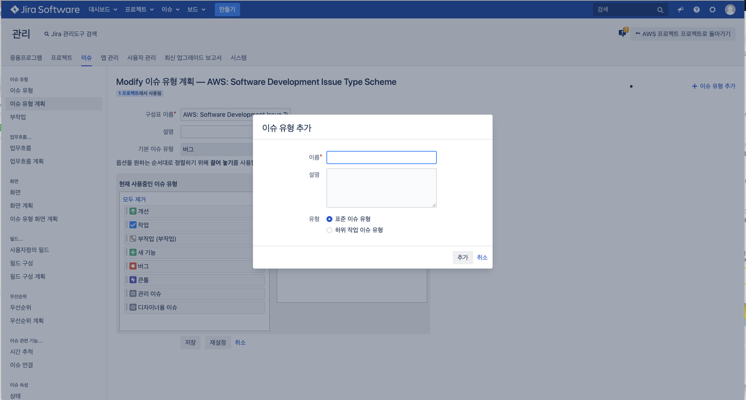 Jira Software 대시보드 프로젝트 이슈 보드 만들기 검색
관리 Jira 관리도구 검색 AWS 프로젝트 프로젝트로 돌아가기
응용프로그램 프로젝트 이슈 앱 관리 사용자 관리 최신 업그레이드 보고서 시스템
이슈 유형
이슈 유형
이슈 유형 계획
부작업
업무흐름...
업무흐름
업무흐름 계획
화면
화면
화면 계획
이슈 유형 화면 계획
필드...
사용자정의 필드
필드 구성
필드 구성 계획
우선순위
우선순위
우선순위 계획
이슈 관련 기능...
시간 추적
이슈 연결
이슈 속성
상태
Modify 이슈 유형 계획 — AWS: Software Development Issue Type Scheme
1 프로젝트에서 사용됨
+ 이슈 유형 추가
구성표 이름* AWS: Software Development Issue T
설명
기본 이슈 유형 버그
옵션을 원하는 순서대로 정렬하기 위해 끌어 놓기를 사용
현재 사용중인 이슈 유형
모두 제거
개선
작업
부작업 (부작업)
새 기능
버그
큰틀
관리 이슈
디자이너용 이슈
저장 재설정 취소
이슈 유형 추가
이름*
설명
유형 표준 이슈 유형
하위 작업 이슈 유형
추가 취소